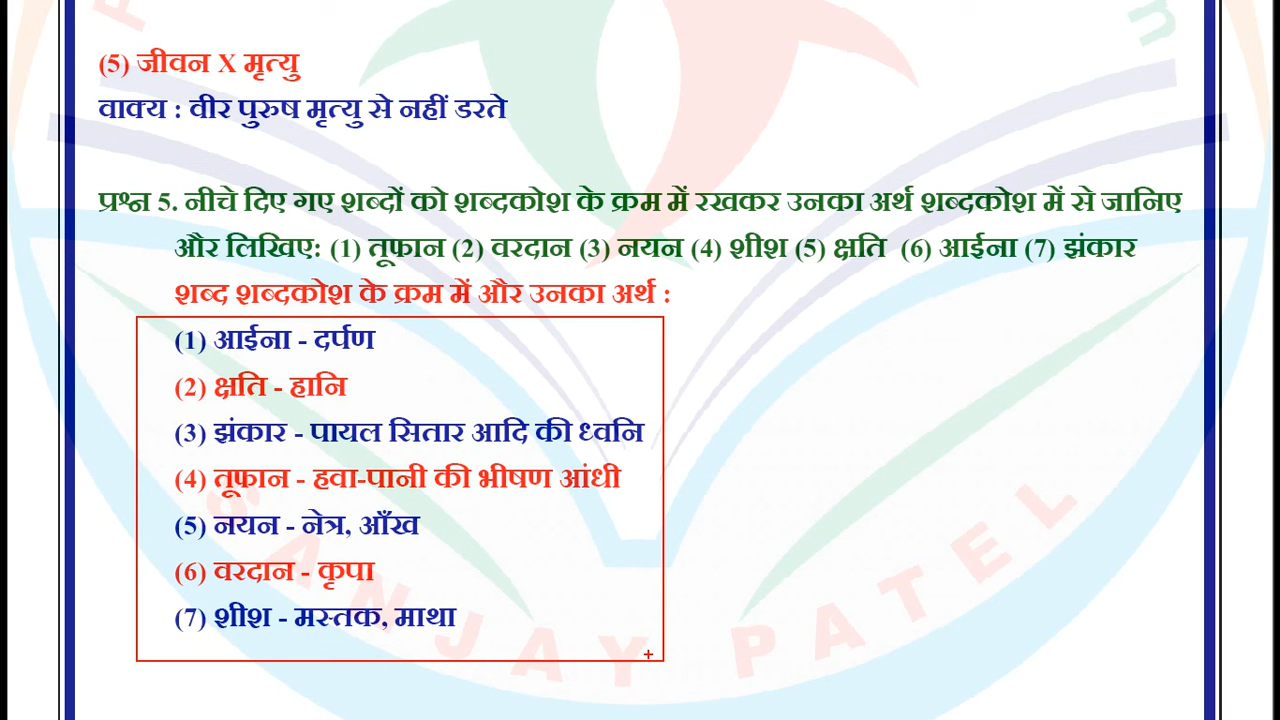 (5) जीवन X मृत्यु
वाक्य : वीर पुरुष मृत्यु से नहीं डरते
प्रश्न 5. नीचे दिए गए शब्दों को शब्दकोश के क्रम में रखकर उनका अर्थ शब्दकोश में से जानिए
और लिखिए: (1) तूफान (2) वरदान (3) नयन (4) शीश (5) क्षति (6) आईना (7) झंकार
शब्द शब्दकोश के क्रम में और उनका अर्थ :
(1) आईना - दर्पण
(2) क्षति - हानि
(3) झंकार - पायल सितार आदि की ध्वनि
(4) तूफान - हवा-पानी की भीषण आंधी
(5) नयन - नेत्र, आँख
(6) वरदान - कृपा
(7) शीश - मस्तक, माथा
SANJAY PATEL